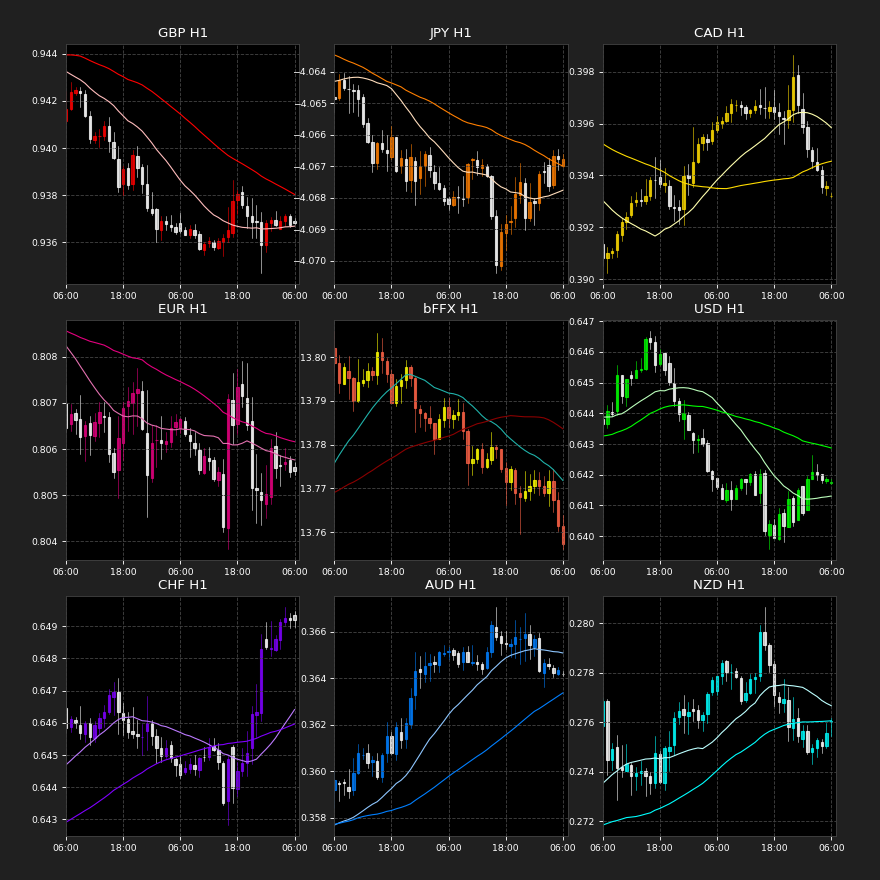 GBP H1
0.944
0.942
0.940
0.938
0.936
06:00 18:00 06:00 18:00 06:00
JPY H1
−4.064
−4.065
−4.066
−4.067
−4.068
−4.069
−4.070
06:00 18:00 06:00 18:00 06:00
CAD H1
0.398
0.396
0.394
0.392
0.390
06:00 18:00 06:00 18:00 06:00
EUR H1
0.808
0.807
0.806
0.805
0.804
06:00 18:00 06:00 18:00 06:00
bFFX H1
13.80
13.79
13.78
13.77
13.76
06:00 18:00 06:00 18:00 06:00
USD H1
0.647
0.646
0.645
0.644
0.643
0.642
0.641
0.640
06:00 18:00 06:00 18:00 06:00
CHF H1
0.649
0.648
0.647
0.646
0.645
0.644
0.643
06:00 18:00 06:00 18:00 06:00
AUD H1
0.366
0.364
0.362
0.360
0.358
06:00 18:00 06:00 18:00 06:00
NZD H1
0.280
0.278
0.276
0.274
0.272
06:00 18:00 06:00 18:00 06:00